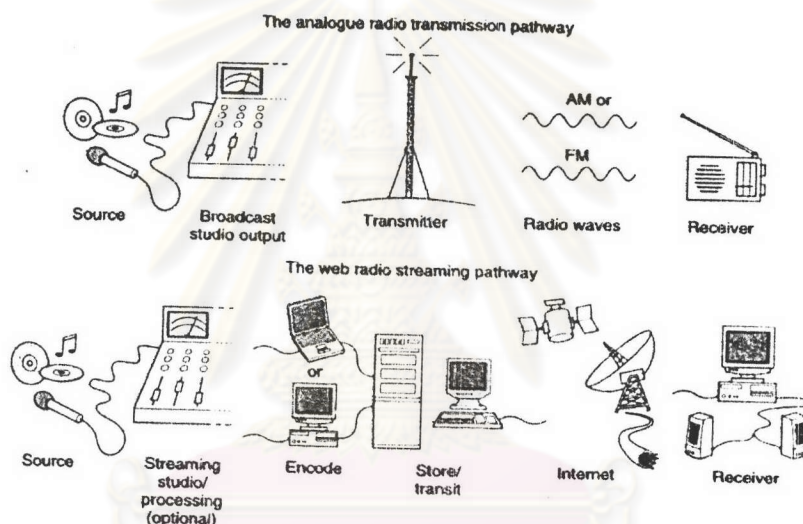 The analogue radio transmission pathway
AM or
FM
Source
Broadcast
studio output
Transmitter
Radio waves
Receiver
The web radio streaming pathway
or
Source
Streaming
studio/
processing
(optional)
Encode
Store/
transit
Internet
Receiver